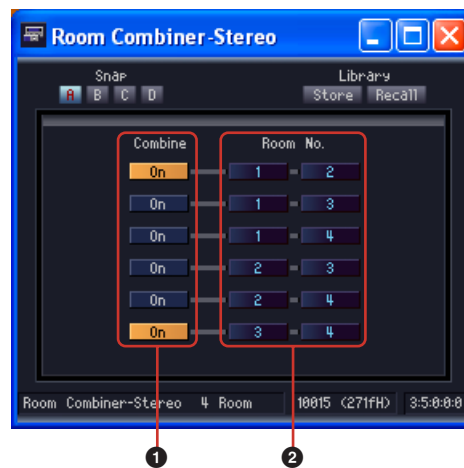 Room Combiner-Stereo
Snap Library
A B C D Store Recall
Combine Room No.
On 1 2
On 1 3
On 1 4
On 2 3
On 2 4
On 3 4
Room Combiner-Stereo 4 Room 10015 (271fH) 3:5:0:0:0
1 2